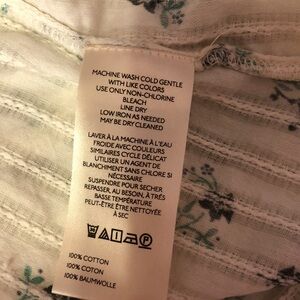 MACHINE WASH COLD GENTLE
WITH LIKE COLORS
USE ONLY NON-CHLORINE
BLEACH
LINE DRY
LOW IRON AS NEEDED
MAY BE DRY CLEANED
LAVER À LA MACHINE À L'EAU
FROIDE AVEC COULEURS
SIMILAIRES CYCLE DÉLICAT
UTILISER UN AGENT DE
BLANCHIMENT SANS CHLORE SI
NÉCESSAIRE
SUSPENDRE POUR SÉCHER
REPASSER, AU BESOIN, À TRÈS
BASSE TEMPÉRATURE
PEUT-ÊTRE ÊTRE NETTOYÉE
À SEC
100% COTTON
100% COTON
100% BAUMWOLLE